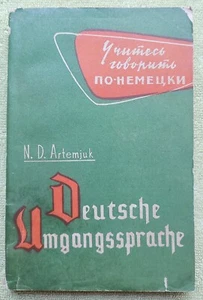 Учитесь
говорить
ПО-НЕМЕЦКИ
N. D. Artemjuk
Deutsche
Umgangssprache